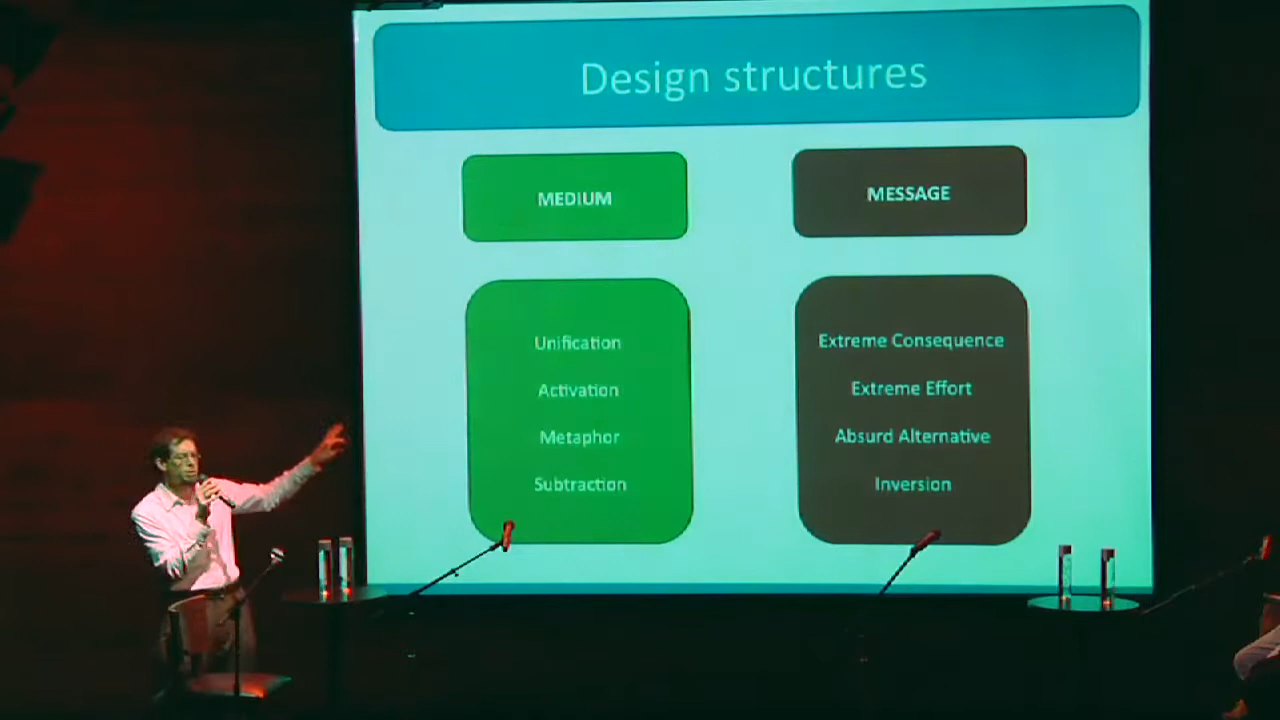 Design structures
MEDIUM
MESSAGE
Unification
Activation
Metaphor
Subtraction
Extreme Consequence
Extreme Effort
Absurd Alternative
Inversion